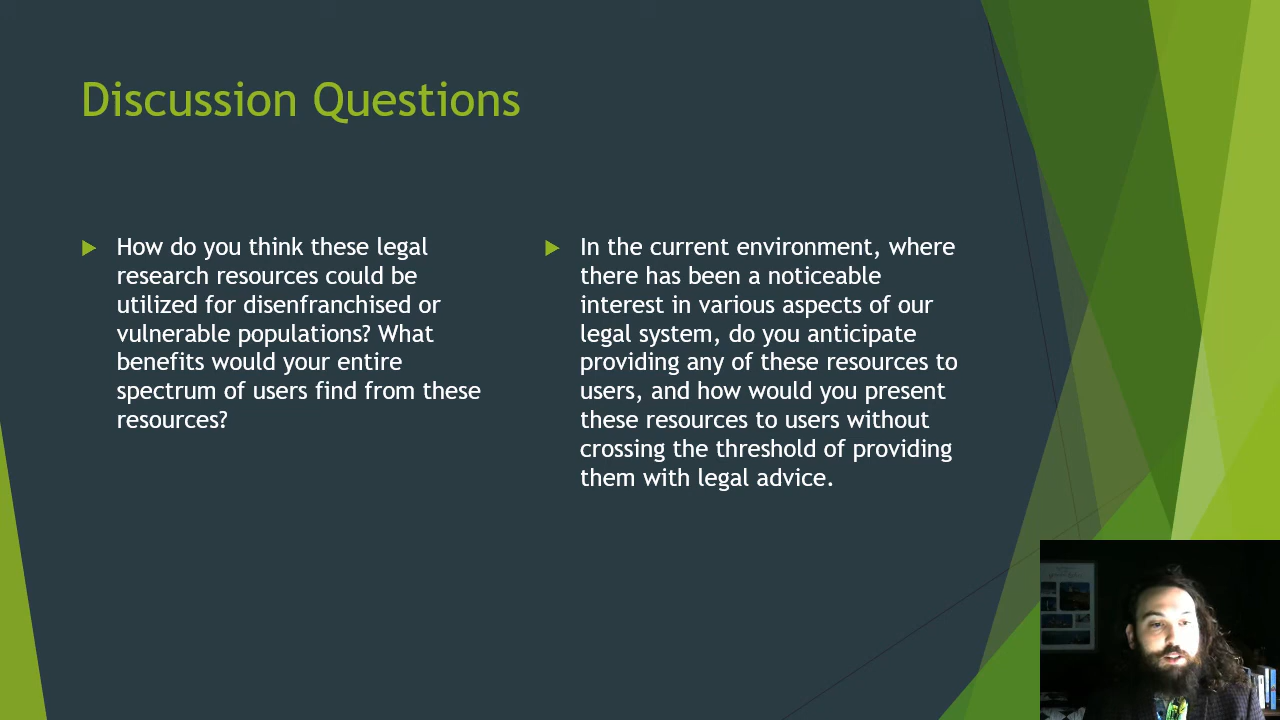 Discussion Questions
How do you think these legal
research resources could be
utilized for disenfranchised or
vulnerable populations? What
benefits would your entire
spectrum of users find from these
resources?
In the current environment, where
there has been a noticeable
interest in various aspects of our
legal system, do you anticipate
providing any of these resources to
users, and how would you present
these resources to users without
crossing the threshold of providing
them with legal advice.